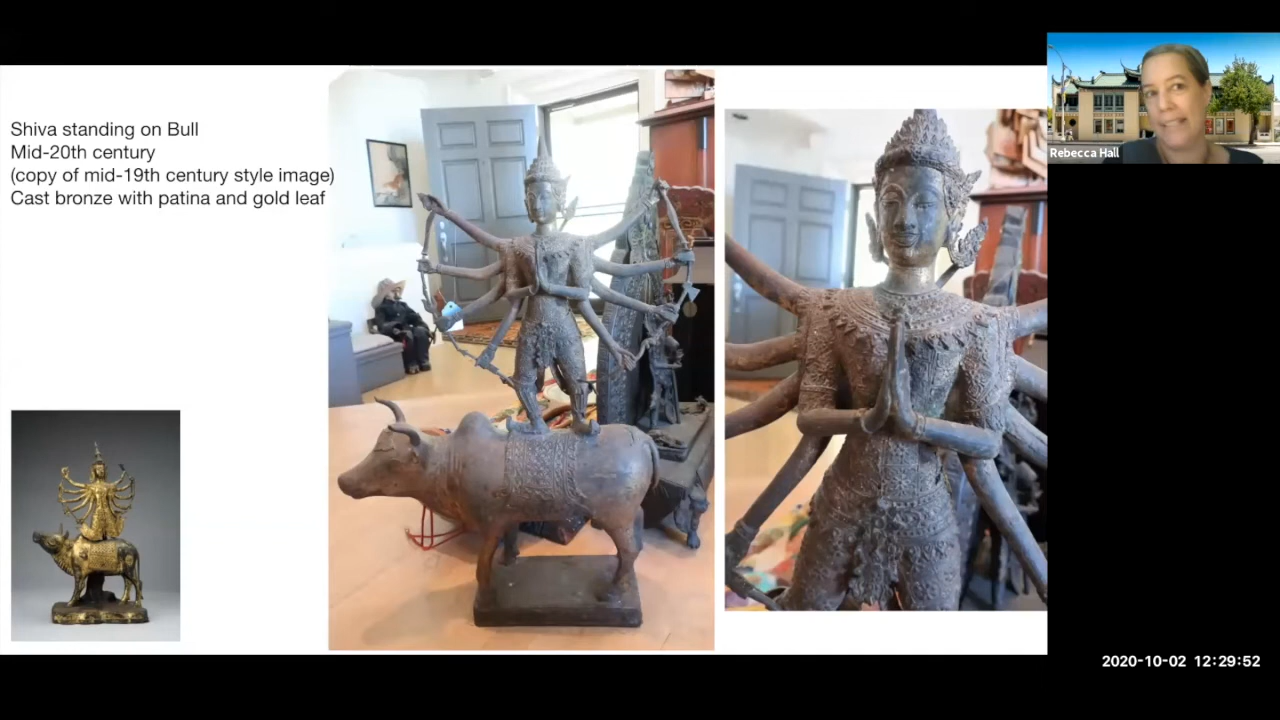 Shiva standing on Bull
Mid-20th century
(copy of mid-19th century style image)
Cast bronze with patina and gold leaf
Rebecca Hall
2020-10-02 12:29:52